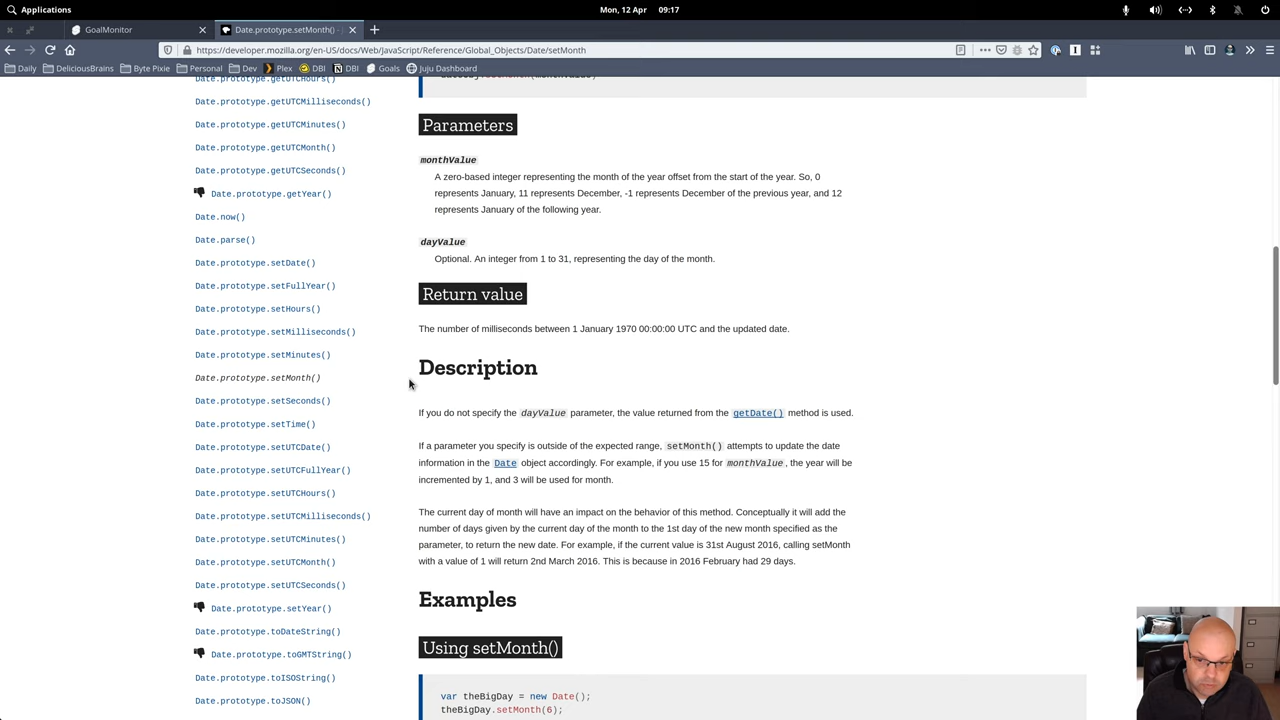 Applications
Mon, 12 Apr
09:17
GoalMonitor
Date.prototype.setMonth() -
https://developer.mozilla.org/en-US/docs/Web/JavaScript/Reference/Global_Objects/Date/setMonth
Daily
DeliciousBrains
Byte Pixie
Personal
Dev
Plex
DBI
DBI
Goals
Juju Dashboard
Date.prototype.getUTCHours()
Date.prototype.getUTCMilliseconds()
Date.prototype.getUTCMinutes()
Date.prototype.getUTCMonth()
Date.prototype.getUTCSeconds()
Date.prototype.getYear()
Date.now()
Date.parse()
Date.prototype.setDate()
Date.prototype.setFullYear()
Date.prototype.setHours()
Date.prototype.setMilliseconds()
Date.prototype.setMinutes()
Date.prototype.setMonth()
Date.prototype.setSeconds()
Date.prototype.setTime()
Date.prototype.setUTCDate()
Date.prototype.setUTCFullYear()
Date.prototype.setUTCHours()
Date.prototype.setUTCMilliseconds()
Date.prototype.setUTCMinutes()
Date.prototype.setUTCMonth()
Date.prototype.setUTCSeconds()
Date.prototype.setYear()
Date.prototype.toDateString()
Date.prototype.toGMTString()
Date.prototype.toISOString()
Date.prototype.toJSON()
Parameters
monthValue
A zero-based integer representing the month of the year offset from the start of the year. So, 0
represents January, 11 represents December, -1 represents December of the previous year, and 12
represents January of the following year.
dayValue
Optional. An integer from 1 to 31, representing the day of the month.
Return value
The number of milliseconds between 1 January 1970 00:00:00 UTC and the updated date.
Description
If you do not specify the dayValue parameter, the value returned from the getDate() method is used.
If a parameter you specify is outside of the expected range, setMonth() attempts to update the date
information in the Date object accordingly. For example, if you use 15 for monthValue, the year will be
incremented by 1, and 3 will be used for month.
The current day of month will have an impact on the behavior of this method. Conceptually it will add the
number of days given by the current day of the month to the 1st day of the new month specified as the
parameter, to return the new date. For example, if the current value is 31st August 2016, calling setMonth
with a value of 1 will return 2nd March 2016. This is because in 2016 February had 29 days.
Examples
Using setMonth()
var theBigDay = new Date();
theBigDay.setMonth(6);